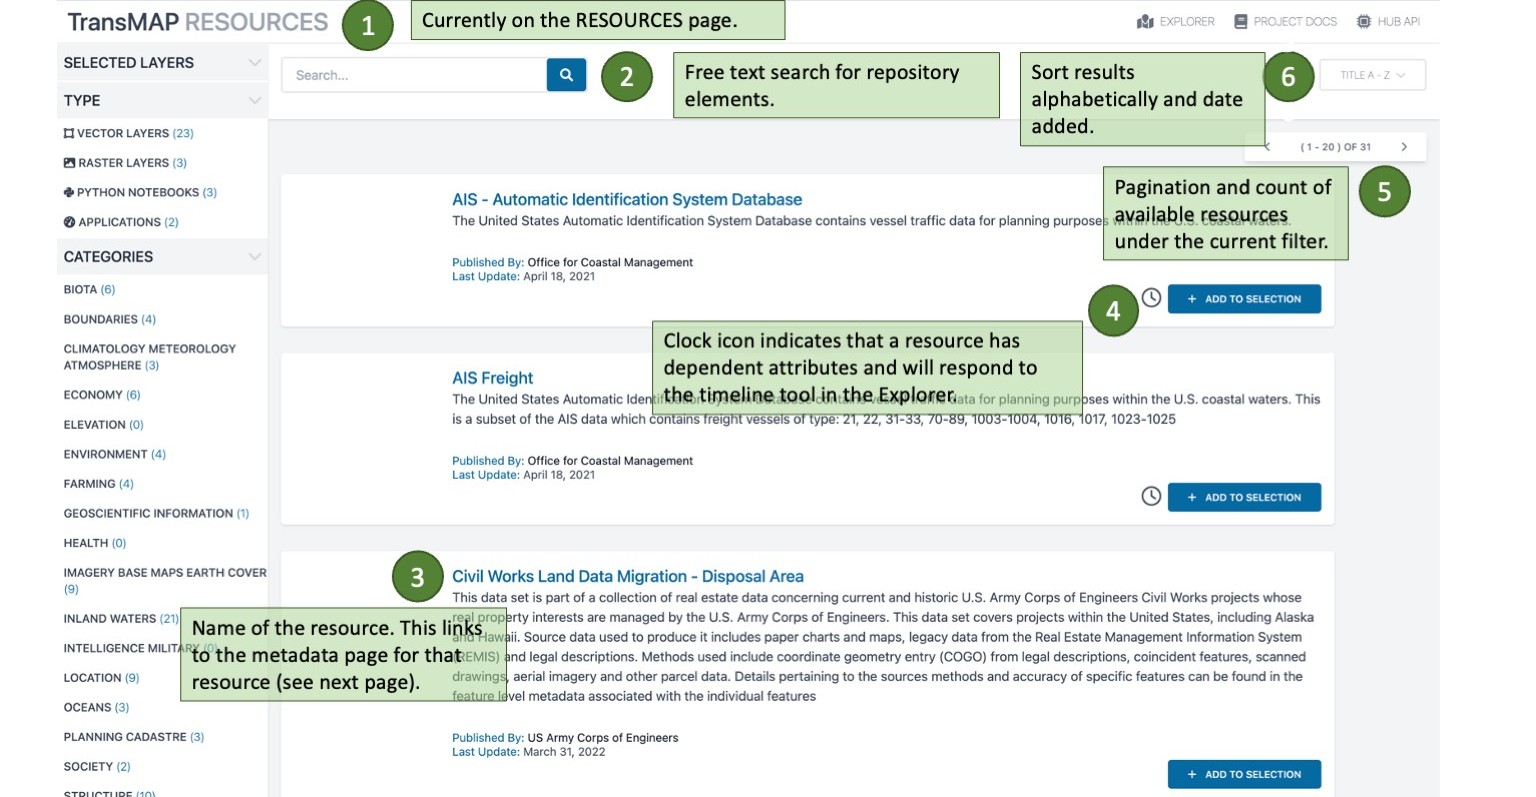 TransMAP RESOURCES
1
Currently on the RESOURCES page.
EXPLORER
PROJECT DOCS
HUB API
SELECTED LAYERS
TYPE
VECTOR LAYERS (23)
RASTER LAYERS (3)
PYTHON NOTEBOOKS (3)
APPLICATIONS (2)
CATEGORIES
BIOTA (6)
BOUNDARIES (4)
CLIMATOLOGY METEOROLOGY
ATMOSPHERE (3)
ECONOMY (6)
ELEVATION (0)
ENVIRONMENT (4)
FARMING (4)
GEOSCIENTIFIC INFORMATION (1)
HEALTH (0)
IMAGERY BASE MAPS EARTH COVER
(9)
INLAND WATERS (21)
INTELLIGENCE MILITARY (0)
LOCATION (9)
OCEANS (3)
PLANNING CADASTRE (3)
SOCIETY (2)
STRUCTURE (10)
Search...
2
Free text search for repository
elements.
Sort results
alphabetically and date
added.
6
TITLE A - Z
( 1 - 20 ) OF 31
5
Pagination and count of
available resources
under the current filter.
AIS - Automatic Identification System Database
The United States Automatic Identification System Database contains vessel traffic data for planning purposes within the U.S. coastal waters.
Published By: Office for Coastal Management
Last Update: April 18, 2021
+ ADD TO SELECTION
4
Clock icon indicates that a resource has
dependent attributes and will respond to
the timeline tool in the Explorer.
AIS Freight
The United States Automatic Identification System Database contains vessel traffic data for planning purposes within the U.S. coastal waters. This
is a subset of the AIS data which contains freight vessels of type: 21, 22, 31-33, 70-89, 1003-1004, 1016, 1017, 1023-1025
Published By: Office for Coastal Management
Last Update: April 18, 2021
+ ADD TO SELECTION
3
Name of the resource. This links
to the metadata page for that
resource (see next page).
Civil Works Land Data Migration - Disposal Area
This data set is part of a collection of real estate data concerning current and historic U.S. Army Corps of Engineers Civil Works projects whose
real property interests are managed by the U.S. Army Corps of Engineers. This data set covers projects within the United States, including Alaska
and Hawaii. Source data used to produce it includes paper charts and maps, legacy data from the Real Estate Management Information System
(REMIS) and legal descriptions. Methods used include coordinate geometry entry (COGO) from legal descriptions, coincident features, scanned
drawings, aerial imagery and other parcel data. Details pertaining to the sources methods and accuracy of specific features can be found in the
feature level metadata associated with the individual features
Published By: US Army Corps of Engineers
Last Update: March 31, 2022
+ ADD TO SELECTION